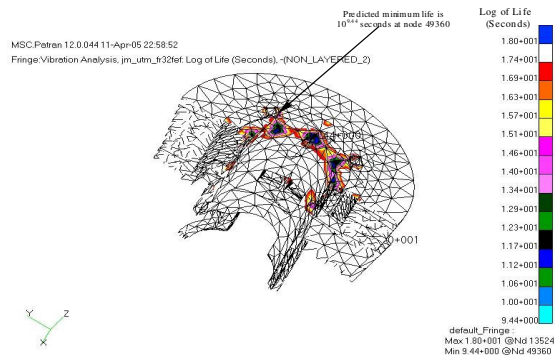 Predicted minimum life is
10^9.44 seconds at node 49360
Log of Life
(Seconds)
MSC.Patran 12.0.044 11-Apr-05 22:58:52
Fringe:Vibration Analysis, jm_utm_fr32fef: Log of Life (Seconds), -(NON_LAYERED_2)
1.80+001
1.74+001
1.69+001
1.63+001
1.57+001
1.51+001
1.46+001
1.40+001
1.34+001
1.29+001
1.23+001
1.17+001
1.12+001
1.06+001
1.00+001
9.44+000
Y
Z
X
default_Fringe :
Max 1.80+001 @Nd 13524
Min 9.44+000 @Nd 49360